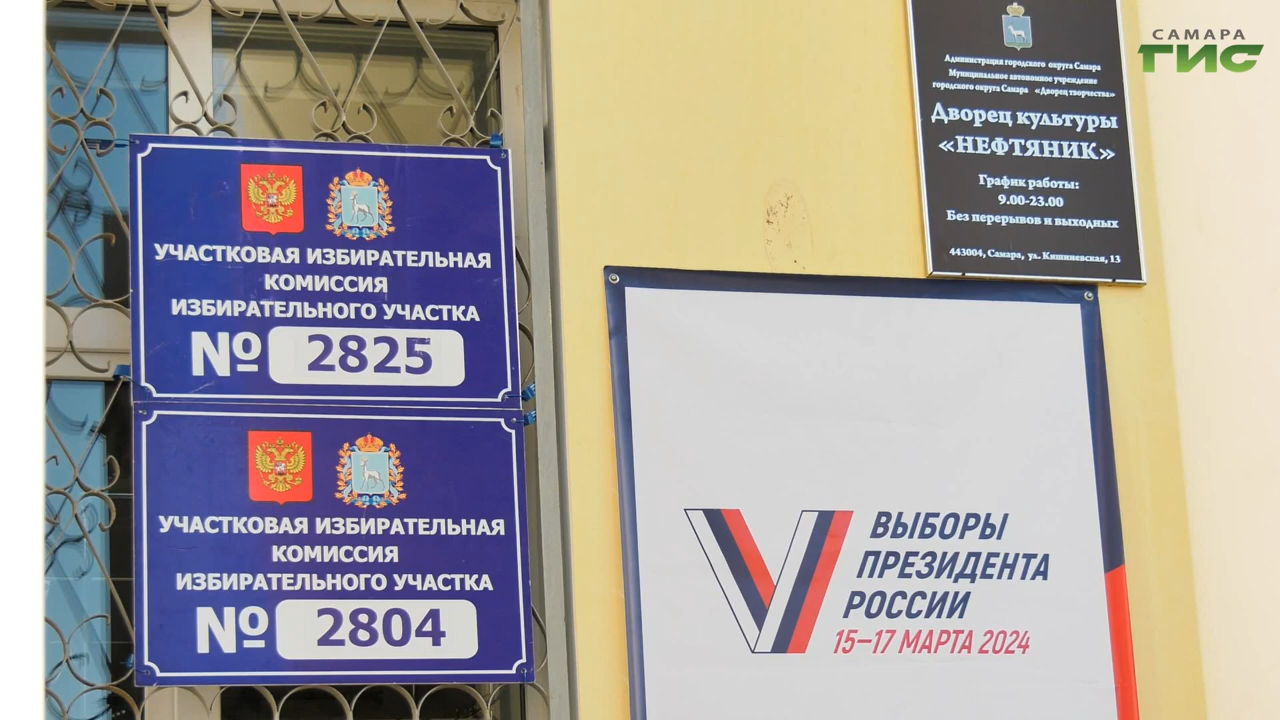 УЧАСТКОВАЯ ИЗБИРАТЕЛЬНАЯ
КОМИССИЯ
ИЗБИРАТЕЛЬНОГО УЧАСТКА
№ 2825
УЧАСТКОВАЯ ИЗБИРАТЕЛЬНАЯ
КОМИССИЯ
ИЗБИРАТЕЛЬНОГО УЧАСТКА
№ 2804
Администрация городского округа Самара
Муниципальное автономное учреждение
городского округа Самара «Дворец творчества»
Дворец культуры
«НЕФТЯНИК»
График работы:
9.00-23.00
Без перерывов и выходных
443004, Самара, ул. Кишиневская, 13
ВЫБОРЫ
ПРЕЗИДЕНТА
РОССИИ
15–17 МАРТА 2024
САМАРА
ГИС